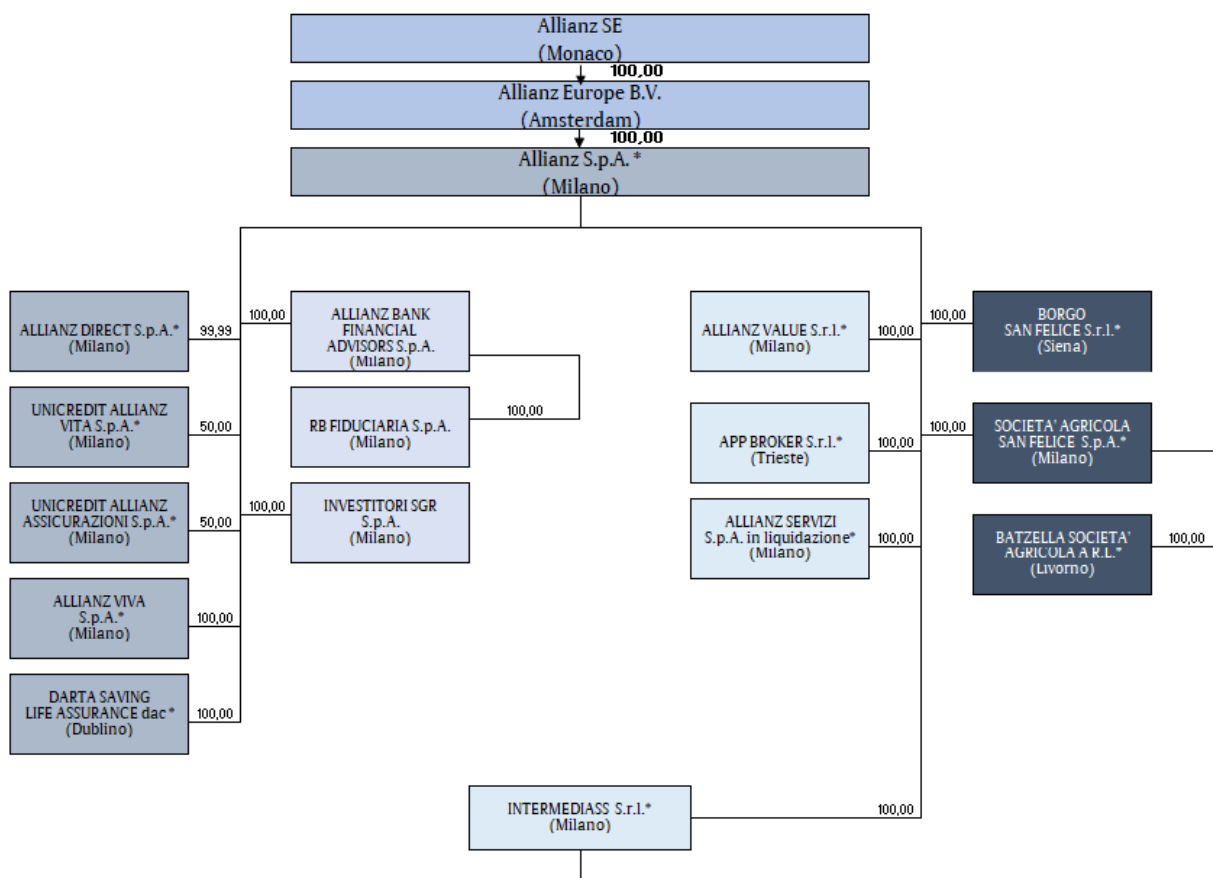 Allianz SE
(Monaco)
100,00
Allianz Europe B.V.
(Amsterdam)
100,00
Allianz S.p.A. *
(Milano)
ALLIANZ DIRECT S.p.A.*
(Milano)
99,99
100,00
ALLIANZ BANK
FINANCIAL
ADVISORS S.p.A.
(Milano)
ALLIANZ VALUE S.r.l.*
(Milano)
100,00
100,00
BORGO
SAN FELICE S.r.l.*
(Siena)
UNICREDIT ALLIANZ
VITA S.p.A.*
(Milano)
50,00
RB FIDUCIARIA S.p.A.
(Milano)
100,00
APP BROKER S.r.l.*
(Trieste)
100,00
100,00
SOCIETA' AGRICOLA
SAN FELICE S.p.A.*
(Milano)
UNICREDIT ALLIANZ
ASSICURAZIONI S.p.A.*
(Milano)
50,00
100,00
INVESTITORI SGR
S.p.A.
(Milano)
ALLIANZ SERVIZI
S.p.A. in liquidazione*
(Milano)
100,00
BATZELLA SOCIETA'
AGRICOLA A R.L.*
(Livorno)
100,00
ALLIANZ VIVA
S.p.A.*
(Milano)
100,00
DARTA SAVING
LIFE ASSURANCE dac *
(Dublino)
100,00
INTERMEDIASS S.r.l.*
(Milano)
100,00